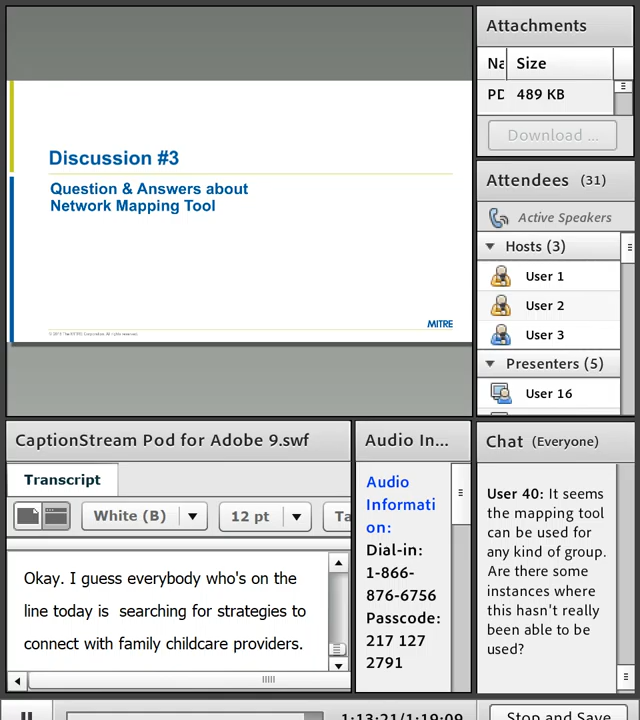 Discussion #3
Question & Answers about
Network Mapping Tool
MITRE
Attachments
Na Size
PD 489 KB
Download ...
Attendees (31)
Active Speakers
Hosts (3)
User 1
User 2
User 3
Presenters (5)
User 16
CaptionStream Pod for Adobe 9.swf
Transcript
White (B) 12 pt Ta
Okay. I guess everybody who's on the
line today is searching for strategies to
connect with family childcare providers.
Audio In...
Audio
Informati
on:
Dial-in:
1-866-
876-6756
Passcode:
217 127
2791
Chat (Everyone)
User 40: It seems
the mapping tool
can be used for
any kind of group.
Are there some
instances where
this hasn't really
been able to be
used?
1:13:21/1:19:09
Stop and Save